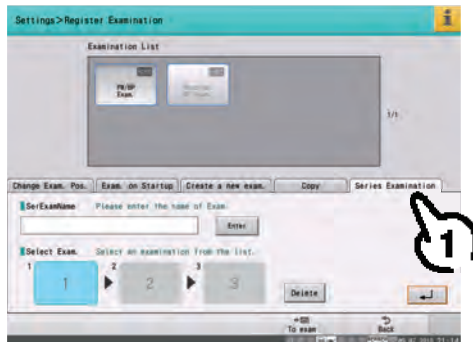 Settings>Register Examination
i
Examination List
PB/BP
Exam.
1/1
Change Exam. Pos.
Exam. on Startup
Create a new exam.
Copy
Series Examination
SerExamName
Please enter the name of Exam.
Enter
Select Exam.
Select an examination from the list.
1
2
3
1
2
3
Delete
To exam
Back
1